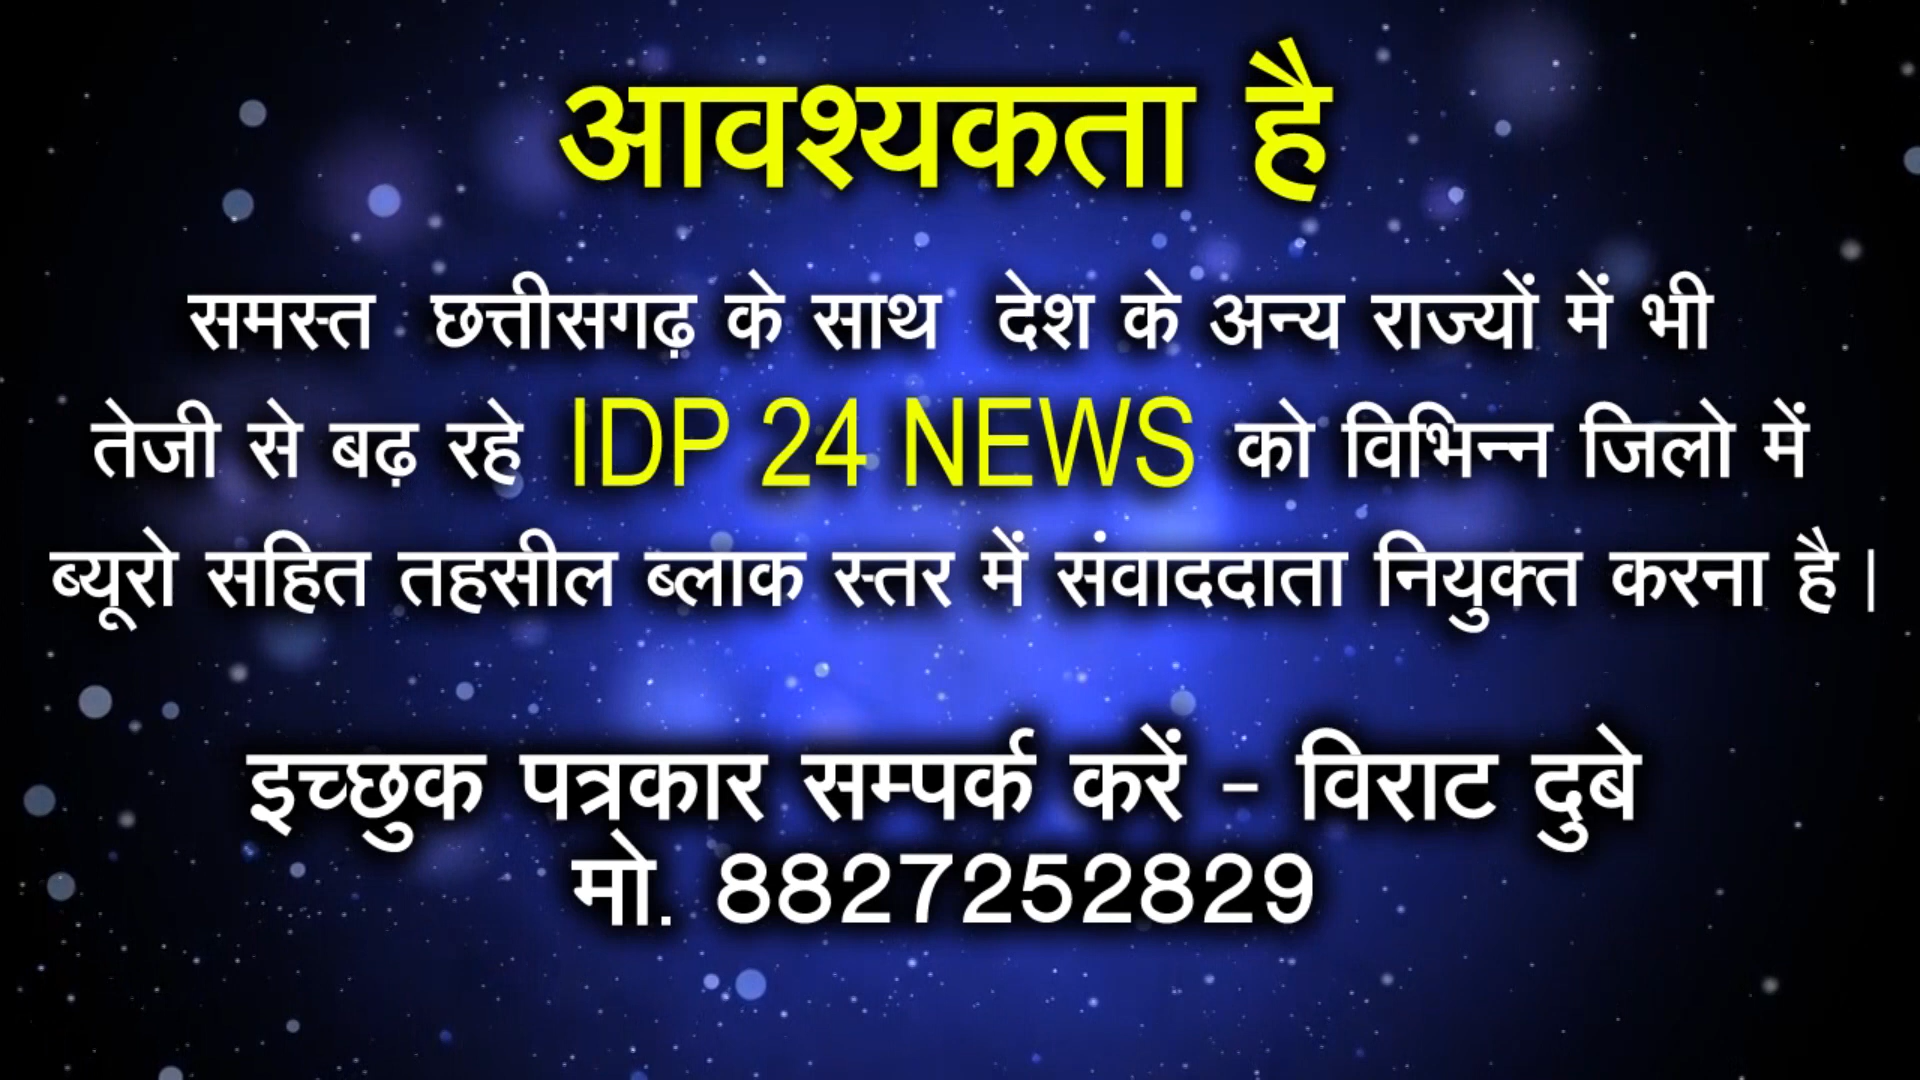 आवश्यकता है
समस्त छत्तीसगढ़ के साथ देश के अन्य राज्यों में भी
तेजी से बढ़ रहे IDP 24 NEWS को विभिन्न जिलो में
ब्यूरो सहित तहसील ब्लाक स्तर में संवाददाता नियुक्त करना है।
इच्छुक पत्रकार सम्पर्क करें - विराट दुबे
मो. 8827252829